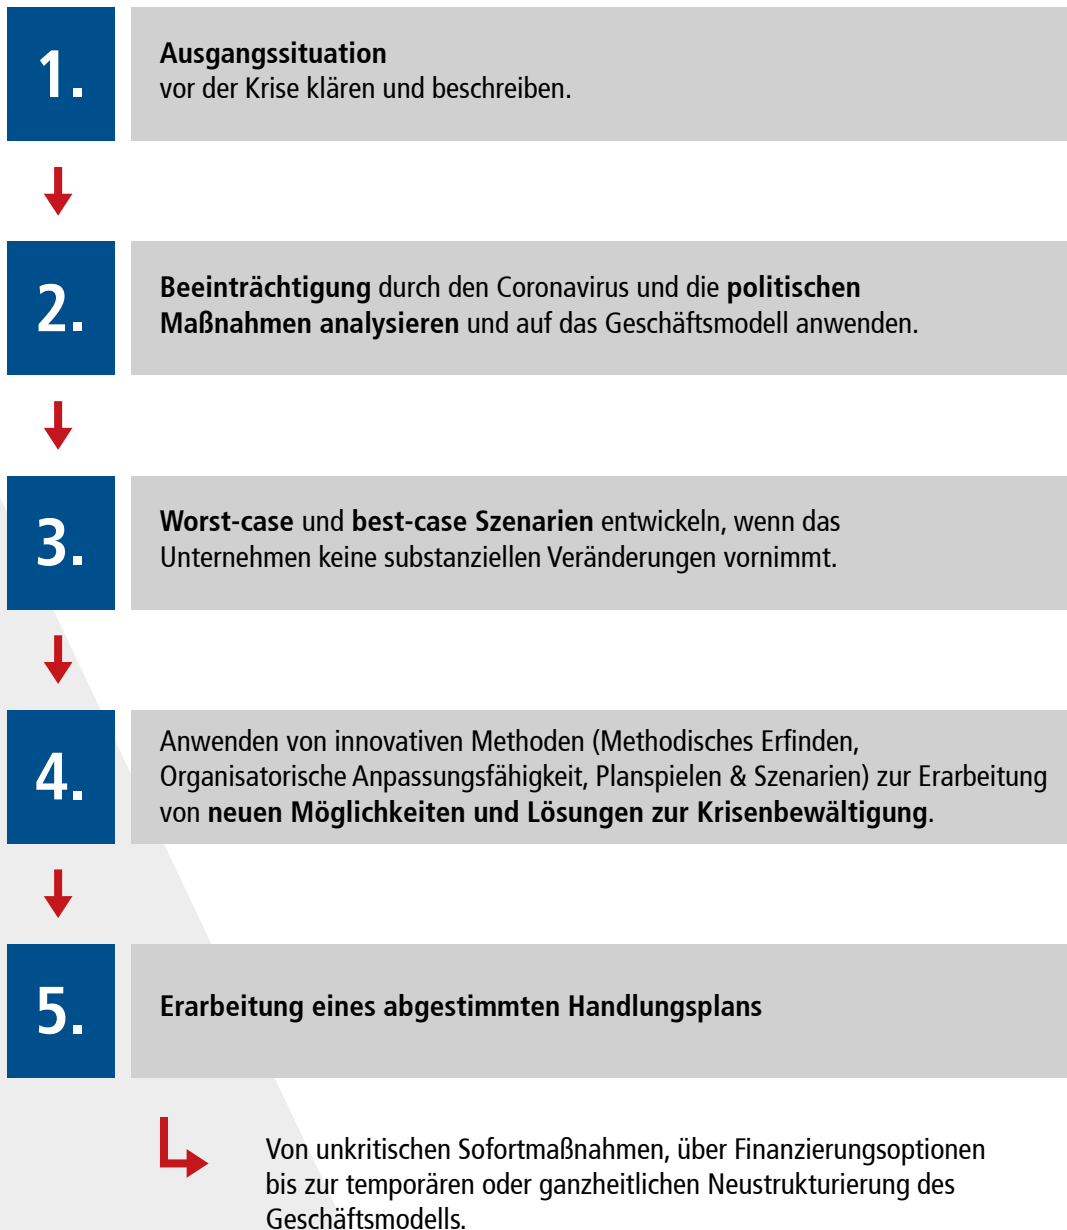 1.
Ausgangssituation
vor der Krise klären und beschreiben.
2.
Beeinträchtigung durch den Coronavirus und die politischen
Maßnahmen analysieren und auf das Geschäftsmodell anwenden.
3.
Worst-case und best-case Szenarien entwickeln, wenn das
Unternehmen keine substanziellen Veränderungen vornimmt.
4.
Anwenden von innovativen Methoden (Methodisches Erfinden,
Organisatorische Anpassungsfähigkeit, Planspielen & Szenarien) zur Erarbeitung
von neuen Möglichkeiten und Lösungen zur Krisenbewältigung.
5.
Erarbeitung eines abgestimmten Handlungsplans
Von unkritischen Sofortmaßnahmen, über Finanzierungsoptionen
bis zur temporären oder ganzheitlichen Neustrukturierung des
Geschäftsmodells.